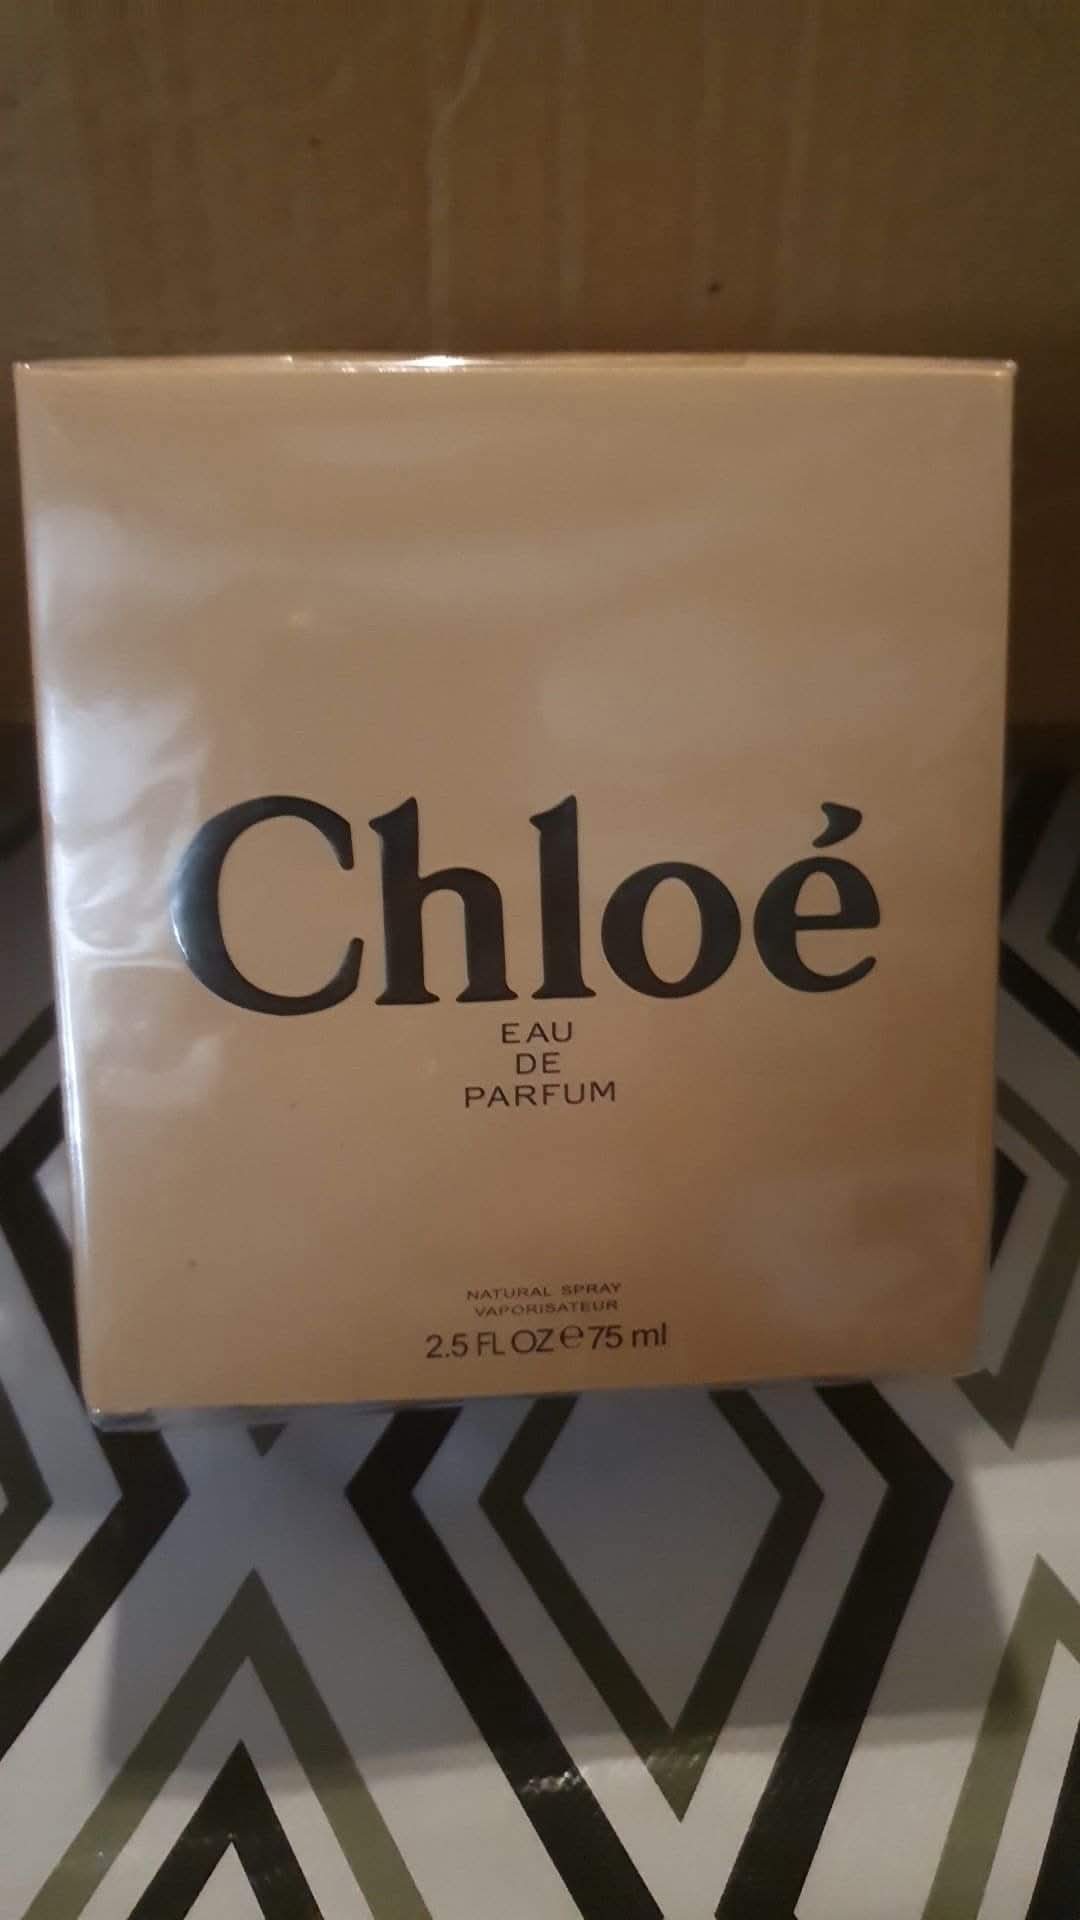 Chloé
EAU
DE
PARFUM
NATURAL SPRAY
VAPORISATEUR
2.5 FL OZ ℮ 75 ml